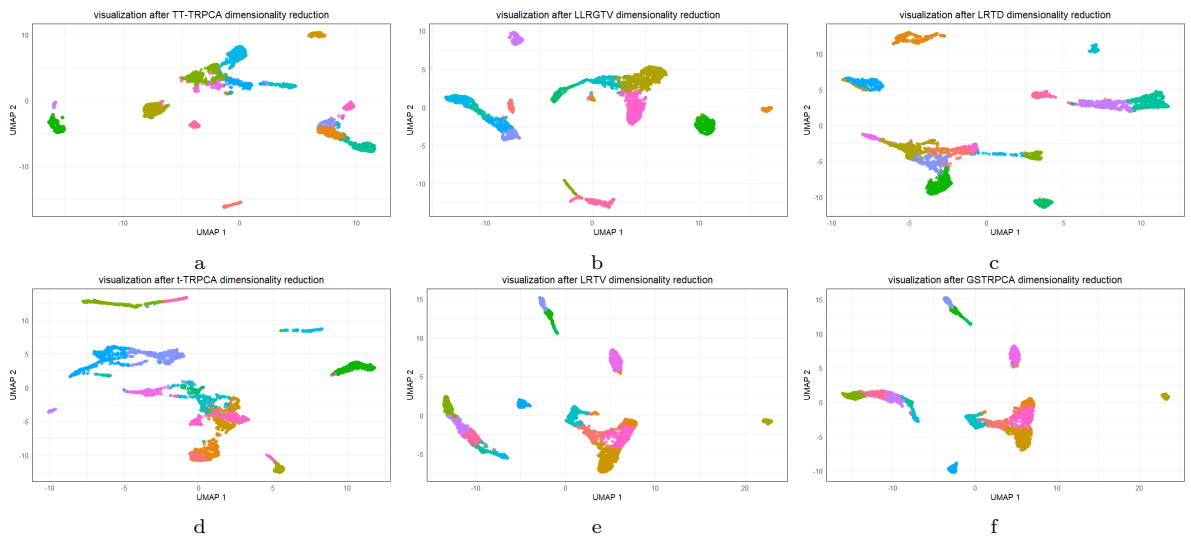 visualization after TT-TRPCA dimensionality reduction
10
0
-10
UMAP 2
-10
0
10
UMAP 1
a
visualization after LLRGTV dimensionality reduction
10
5
0
-5
-10
UMAP 2
-10
0
10
UMAP 1
b
visualization after LRTD dimensionality reduction
10
5
0
-5
-10
UMAP 2
-10
-5
0
5
10
UMAP 1
c
visualization after t-TRPCA dimensionality reduction
10
5
0
-5
-10
UMAP 2
-10
-5
0
5
10
UMAP 1
d
visualization after LRTV dimensionality reduction
15
10
5
0
-5
UMAP 2
-10
0
10
20
UMAP 1
e
visualization after GSTRPCA dimensionality reduction
15
10
5
0
-5
-10
UMAP 2
-10
0
10
20
UMAP 1
f